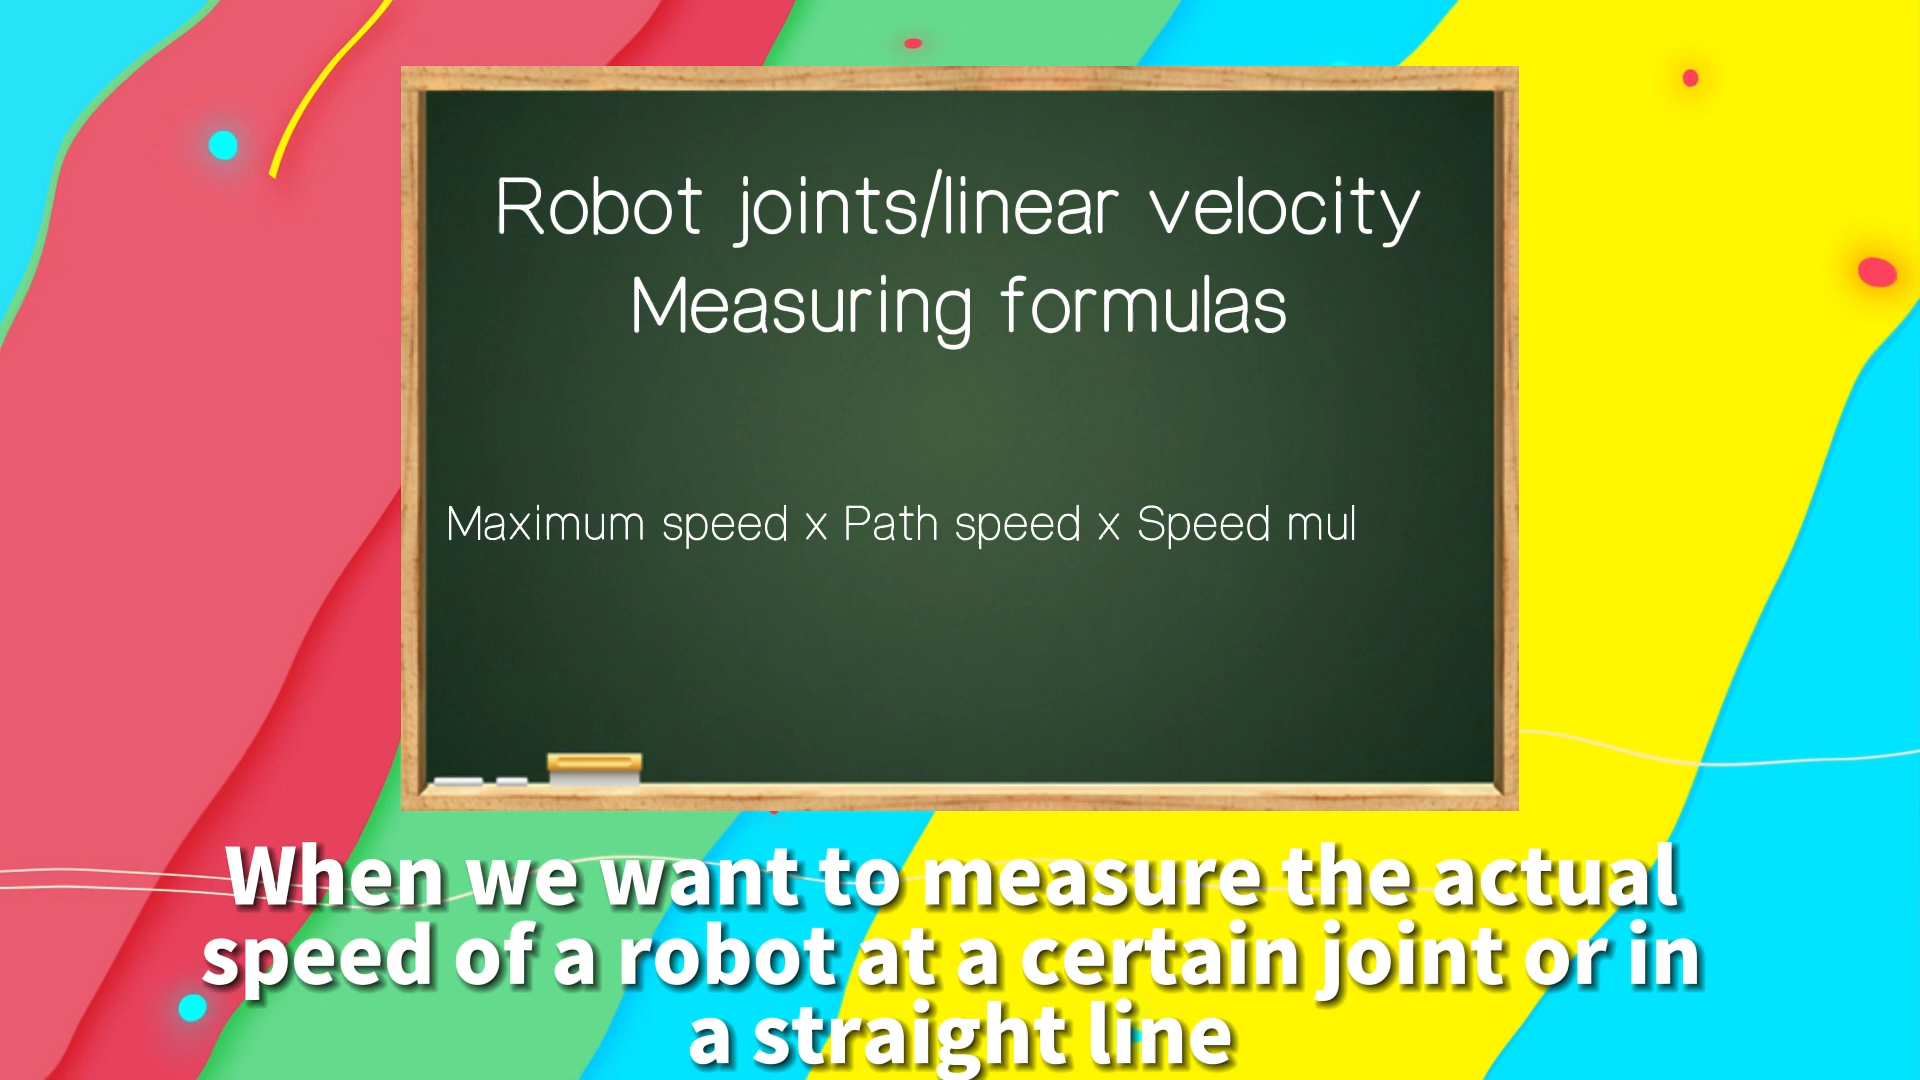 Robot joints/linear velocity
Measuring formulas
Maximum speed x Path speed x Speed mul
When we want to measure the actual
speed of a robot at a certain joint or in
a straight line